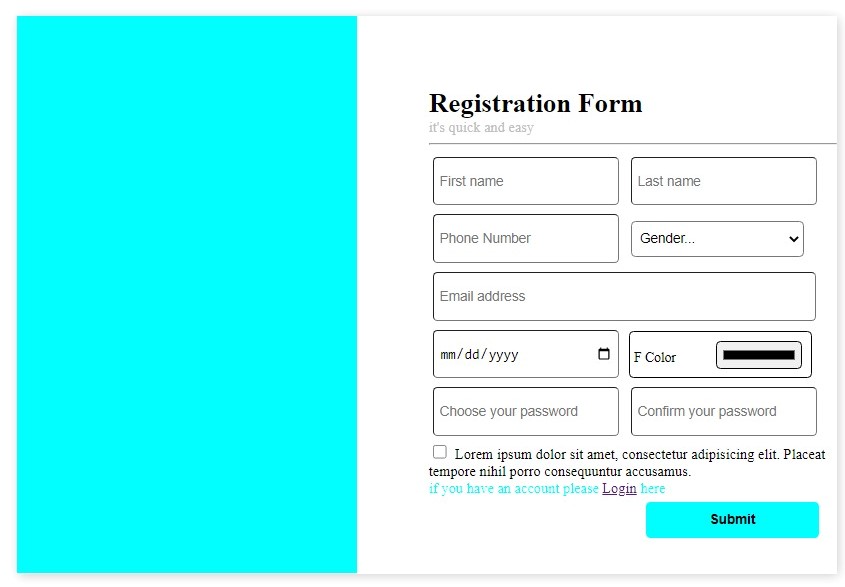 Registration Form
it's quick and easy
First name Last name
Phone Number Gender...
Email address
mm/dd/yyyy F Color
Choose your password Confirm your password
Lorem ipsum dolor sit amet, consectetur adipisicing elit. Placeat
tempore nihil porro consequuntur accusamus.
if you have an account please Login here
Submit